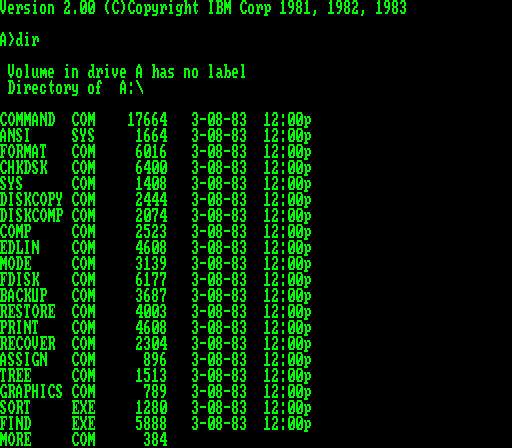 Version 2.00 (C)Copyright IBM Corp 1981, 1982, 1983
A>dir
Volume in drive A has no label
Directory of  A:\
COMMAND  COM    17664   3-08-83  12:00p
ANSI     SYS     1664   3-08-83  12:00p
FORMAT   COM     6016   3-08-83  12:00p
CHKDSK   COM     6400   3-08-83  12:00p
SYS      COM     1408   3-08-83  12:00p
DISKCOPY COM     2444   3-08-83  12:00p
DISKCOMP COM     2074   3-08-83  12:00p
COMP     COM     2523   3-08-83  12:00p
EDLIN    COM     4608   3-08-83  12:00p
MODE     COM     3139   3-08-83  12:00p
FDISK    COM     6177   3-08-83  12:00p
BACKUP   COM     3687   3-08-83  12:00p
RESTORE  COM     4003   3-08-83  12:00p
PRINT    COM     4608   3-08-83  12:00p
RECOVER  COM     2304   3-08-83  12:00p
ASSIGN   COM      896   3-08-83  12:00p
TREE     COM     1513   3-08-83  12:00p
GRAPHICS COM      789   3-08-83  12:00p
SORT     EXE     1280   3-08-83  12:00p
FIND     EXE     5888   3-08-83  12:00p
MORE     COM      384